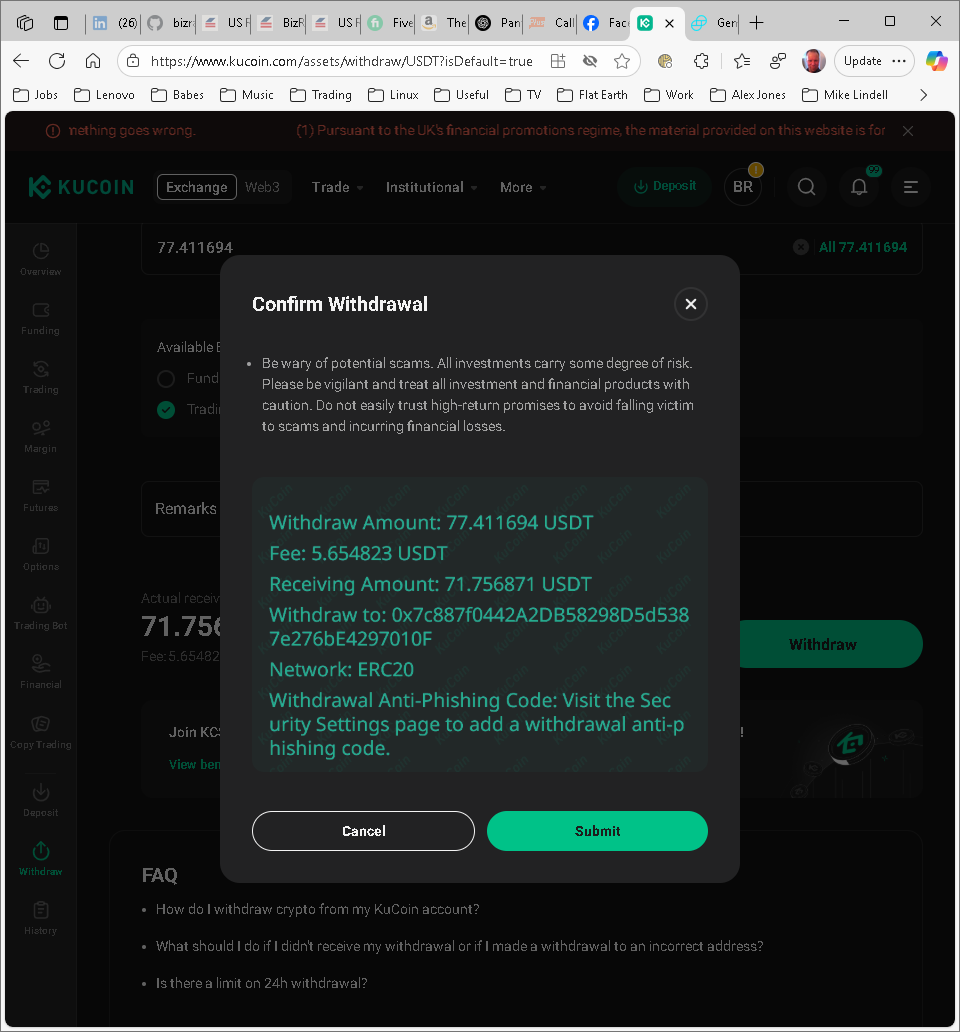 (26)
bizr
US F
BizR
US F
Five
The
Pan
Call
Fac
Gen
https://www.kucoin.com/assets/withdraw/USDT?isDefault=true
Update
Jobs
Lenovo
Babes
Music
Trading
Linux
Useful
TV
Flat Earth
Work
Alex Jones
Mike Lindell
mething goes wrong.
(1) Pursuant to the UK's financial promotions regime, the material provided on this website is for
KUCOIN
Exchange
Web3
Trade
Institutional
More
Deposit
BR
99
Overview
Funding
Trading
Margin
Futures
Options
Trading Bot
Financial
Copy Trading
Deposit
Withdraw
History
77.411694
All 77.411694
Available
Fund
Tradi
Remarks
Actual receiv
71.756
Fee: 5.65482
Withdraw
Join KCS
View ben
Confirm Withdrawal
• Be wary of potential scams. All investments carry some degree of risk.
Please be vigilant and treat all investment and financial products with
caution. Do not easily trust high-return promises to avoid falling victim
to scams and incurring financial losses.
Withdraw Amount: 77.411694 USDT
Fee: 5.654823 USDT
Receiving Amount: 71.756871 USDT
Withdraw to: 0x7c887f0442A2DB58298D5d538
7e276bE4297010F
Network: ERC20
Withdrawal Anti-Phishing Code: Visit the Sec
urity Settings page to add a withdrawal anti-p
hishing code.
Cancel
Submit
FAQ
• How do I withdraw crypto from my KuCoin account?
• What should I do if I didn't receive my withdrawal or if I made a withdrawal to an incorrect address?
• Is there a limit on 24h withdrawal?